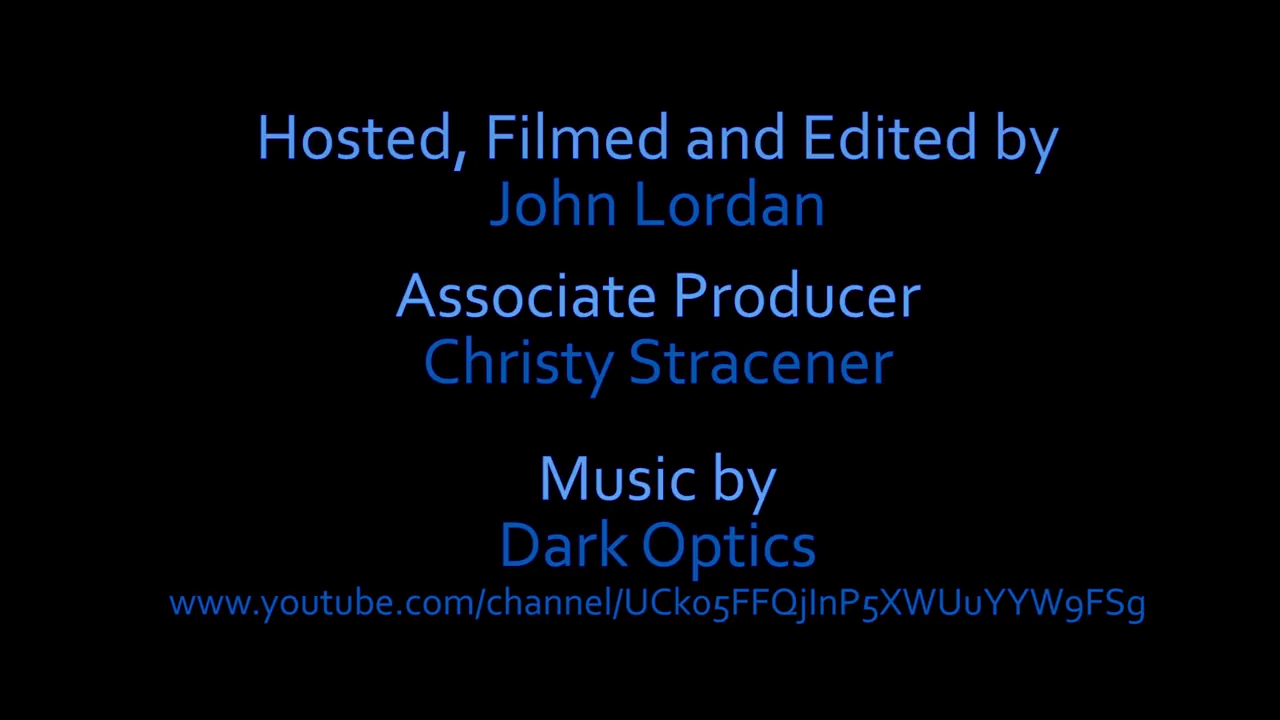 Hosted, Filmed and Edited by
John Lordan
Associate Producer
Christy Stracener
Music by
Dark Optics
www.youtube.com/channel/UCko5FFQjInP5XWUuYYW9FSg